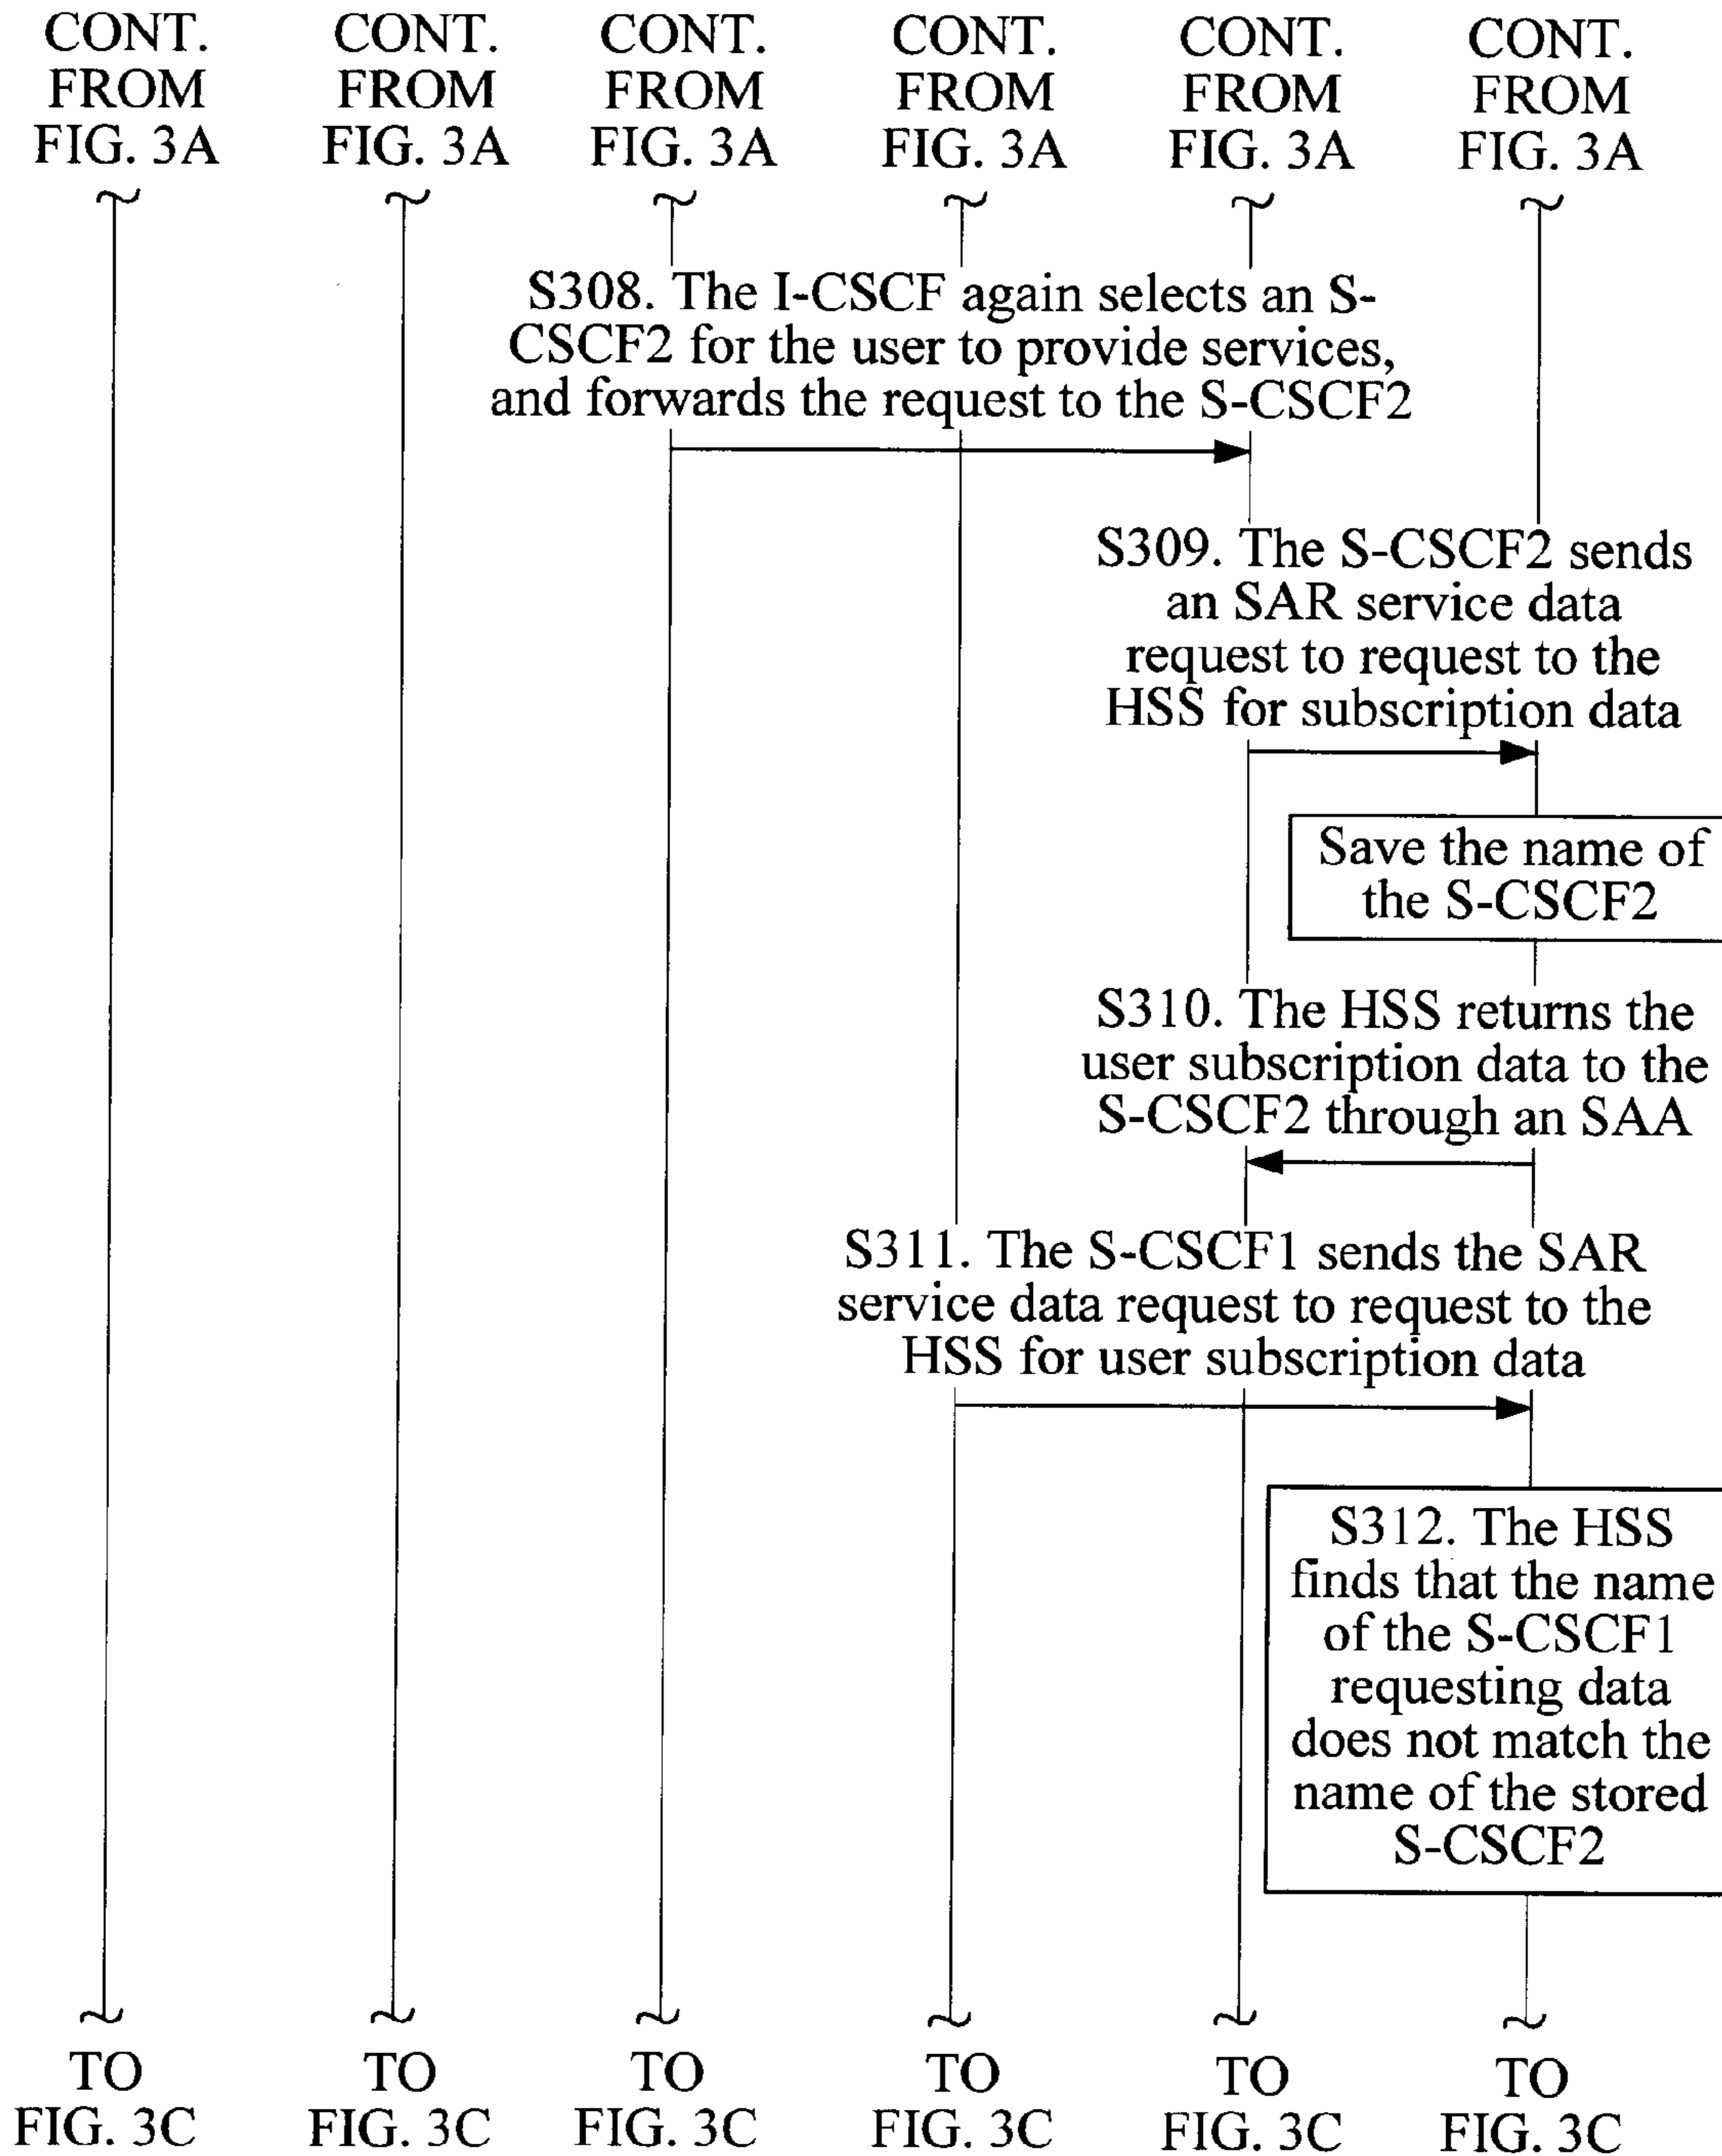 CONT. CONT. CONT. CONT. CONT. CONT.
FROM FROM FROM FROM FROM FROM
FIG. 3A FIG. 3A FIG. 3A FIG. 3A FIG. 3A FIG. 3A
S308. The I-CSCF again selects an S-
CSCF2 for the user to provide services,
and forwards the request to the S-CSCF2
S309. The S-CSCF2 sends
an SAR service data
request to request to the
HSS for subscription data
Save the name of
the S-CSCF2
S310. The HSS returns the
user subscription data to the
S-CSCF2 through an SAA
S311. The S-CSCF1 sends the SAR
service data request to request to the
HSS for user subscription data
S312. The HSS
finds that the name
of the S-CSCF1
requesting data
does not match the
name of the stored
S-CSCF2
TO TO TO TO TO TO
FIG. 3C FIG. 3C FIG. 3C FIG. 3C FIG. 3C FIG. 3C